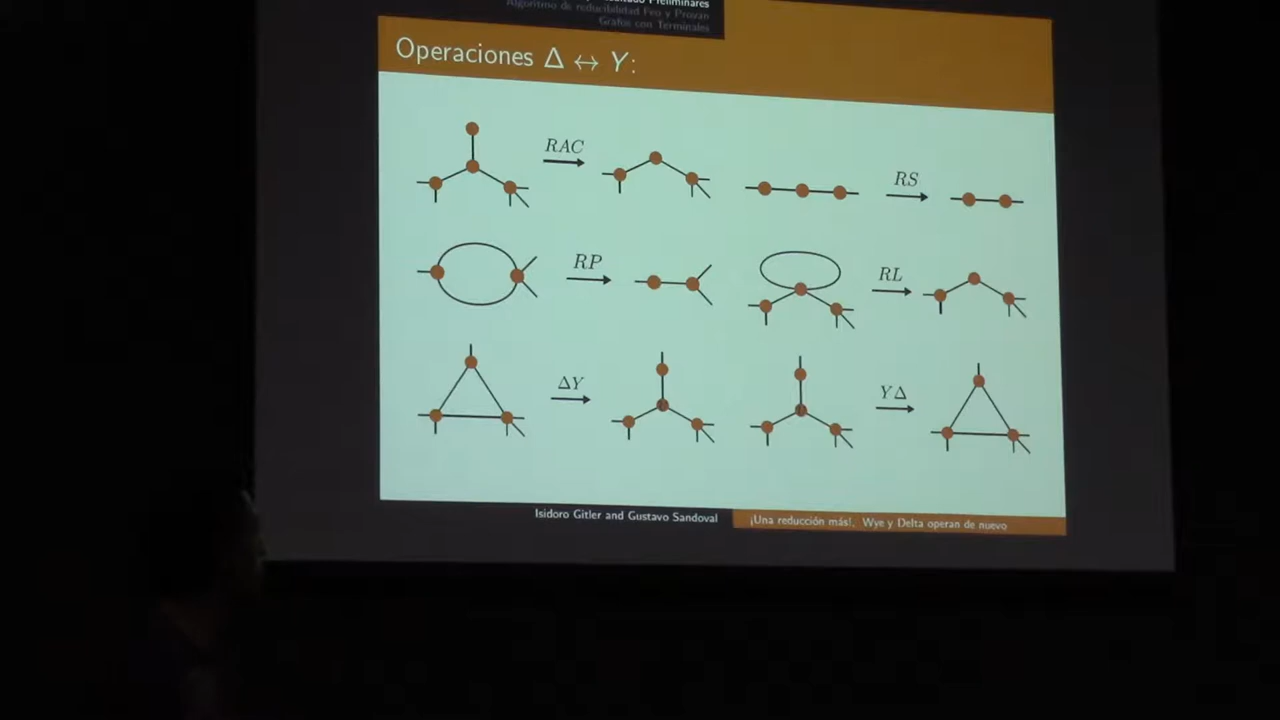 Preliminares
Algoritmo de reducibilidad Feo y Provan
Grafos con Terminales
Operaciones Δ ↔ Y:
RAC
RS
RP
RL
ΔY
YΔ
Isidoro Gitler and Gustavo Sandoval
¡Una reducción más!. Wye y Delta operan de nuevo